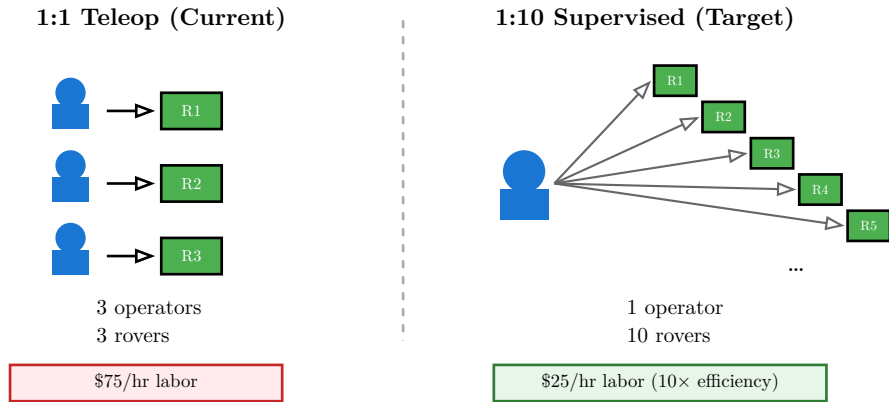 1:1 Teleop (Current)
R1
R2
R3
3 operators
3 rovers
$75/hr labor
1:10 Supervised (Target)
R1
R2
R3
R4
R5
...
1 operator
10 rovers
$25/hr labor (10× efficiency)